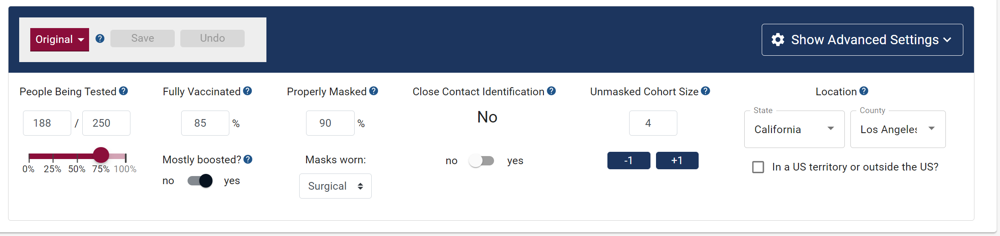 Original ? Save Undo
Show Advanced Settings
People Being Tested ? Fully Vaccinated ? Properly Masked ? Close Contact Identification ? Unmasked Cohort Size ? Location ?
188 / 250 85 % 90 % No 4 State California County Los Angeles
0% 25% 50% 75% 100%
Mostly boosted? ? Masks worn: no yes -1 +1
In a US territory or outside the US?
no yes Surgical